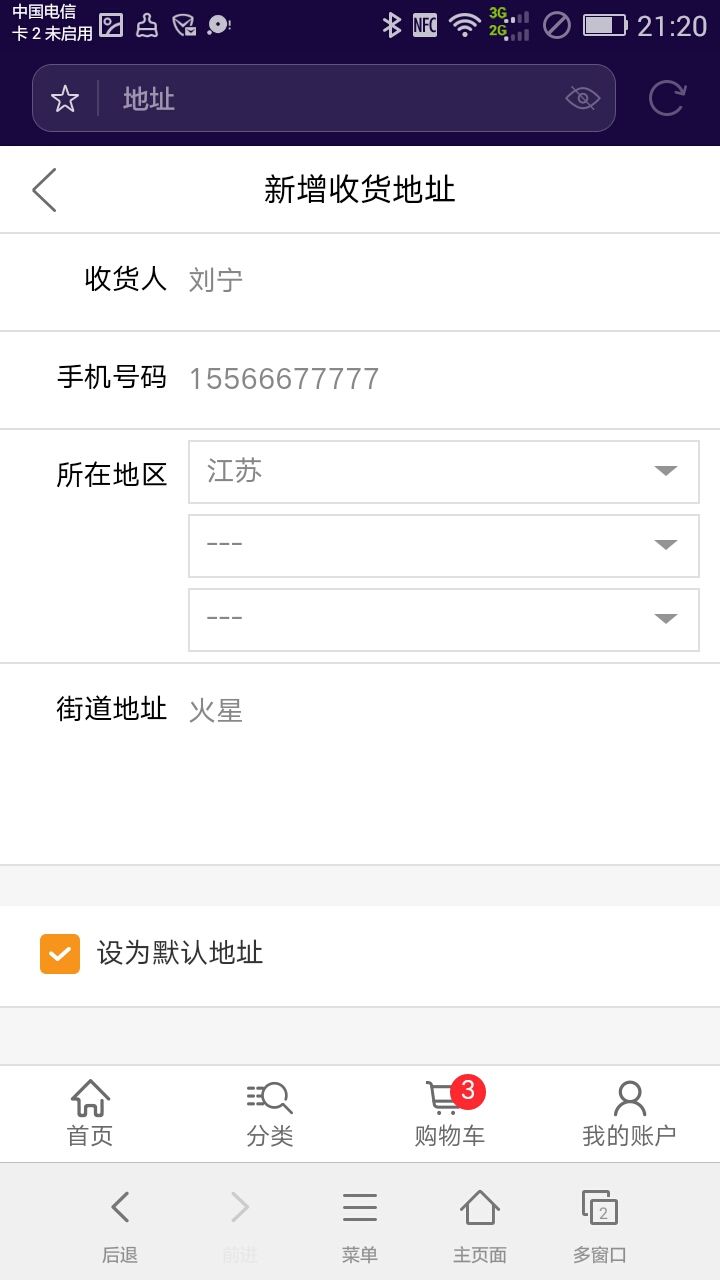 中国电信
卡 2 未启用
NFC
3G
2G
21:20
地址
新增收货地址
收货人 刘宁
手机号码 15566677777
所在地区 江苏
---
---
街道地址 火星
设为默认地址
3
首页 分类 购物车 我的账户
2
后退 前进 菜单 主页面 多窗口